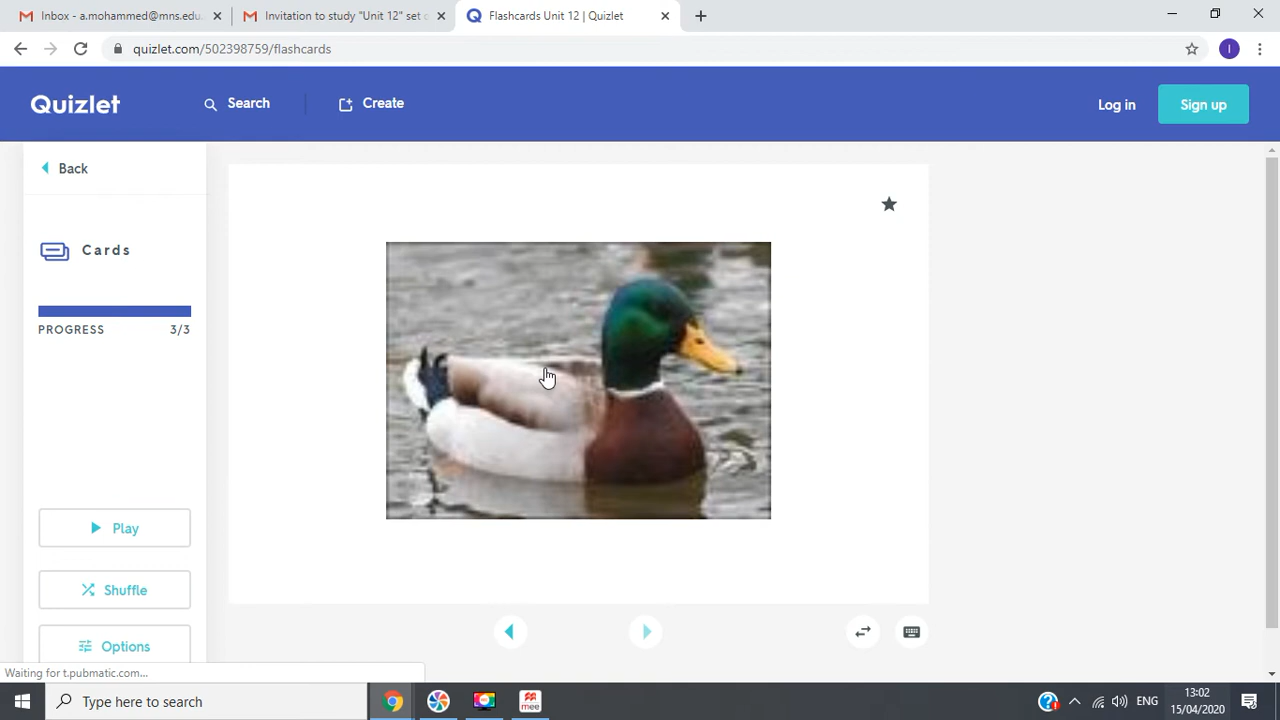 Inbox - a.mohammed@mns.edu.
Invitation to study "Unit 12" set o
Flashcards Unit 12 | Quizlet
quizlet.com/502398759/flashcards
I
Quizlet
Search
Create
Log in
Sign up
Back
Cards
PROGRESS 3/3
Play
Shuffle
Options
Waiting for t.pubmatic.com...
Type here to search
mee
ENG
13:02
15/04/2020